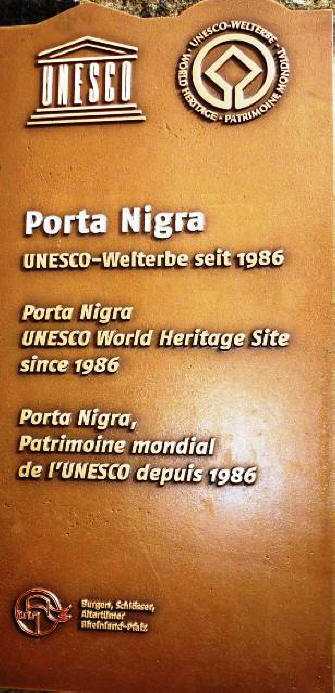 UNESCO
UNESCO-WELTERBE • WORLD HERITAGE • PATRIMOINE MONDIAL
Porta Nigra
UNESCO-Welterbe seit 1986
Porta Nigra
UNESCO World Heritage Site
since 1986
Porta Nigra,
Patrimoine mondial
de l'UNESCO depuis 1986
Burgen, Schlösser,
Altertümer
Rheinland-Pfalz